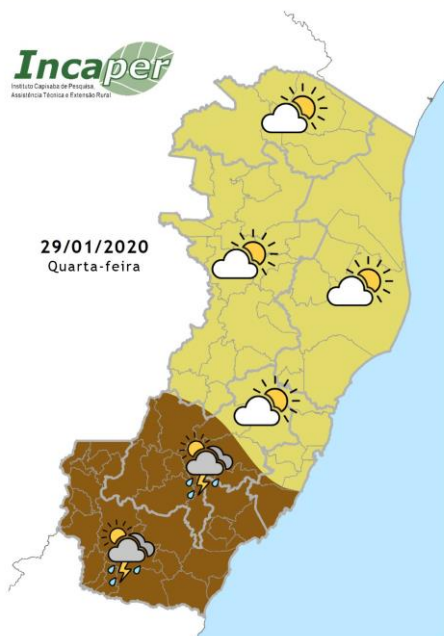 Incaper
Instituto Capixaba de Pesquisa,
Assistência Técnica e Extensão Rural
29/01/2020
Quarta-feira